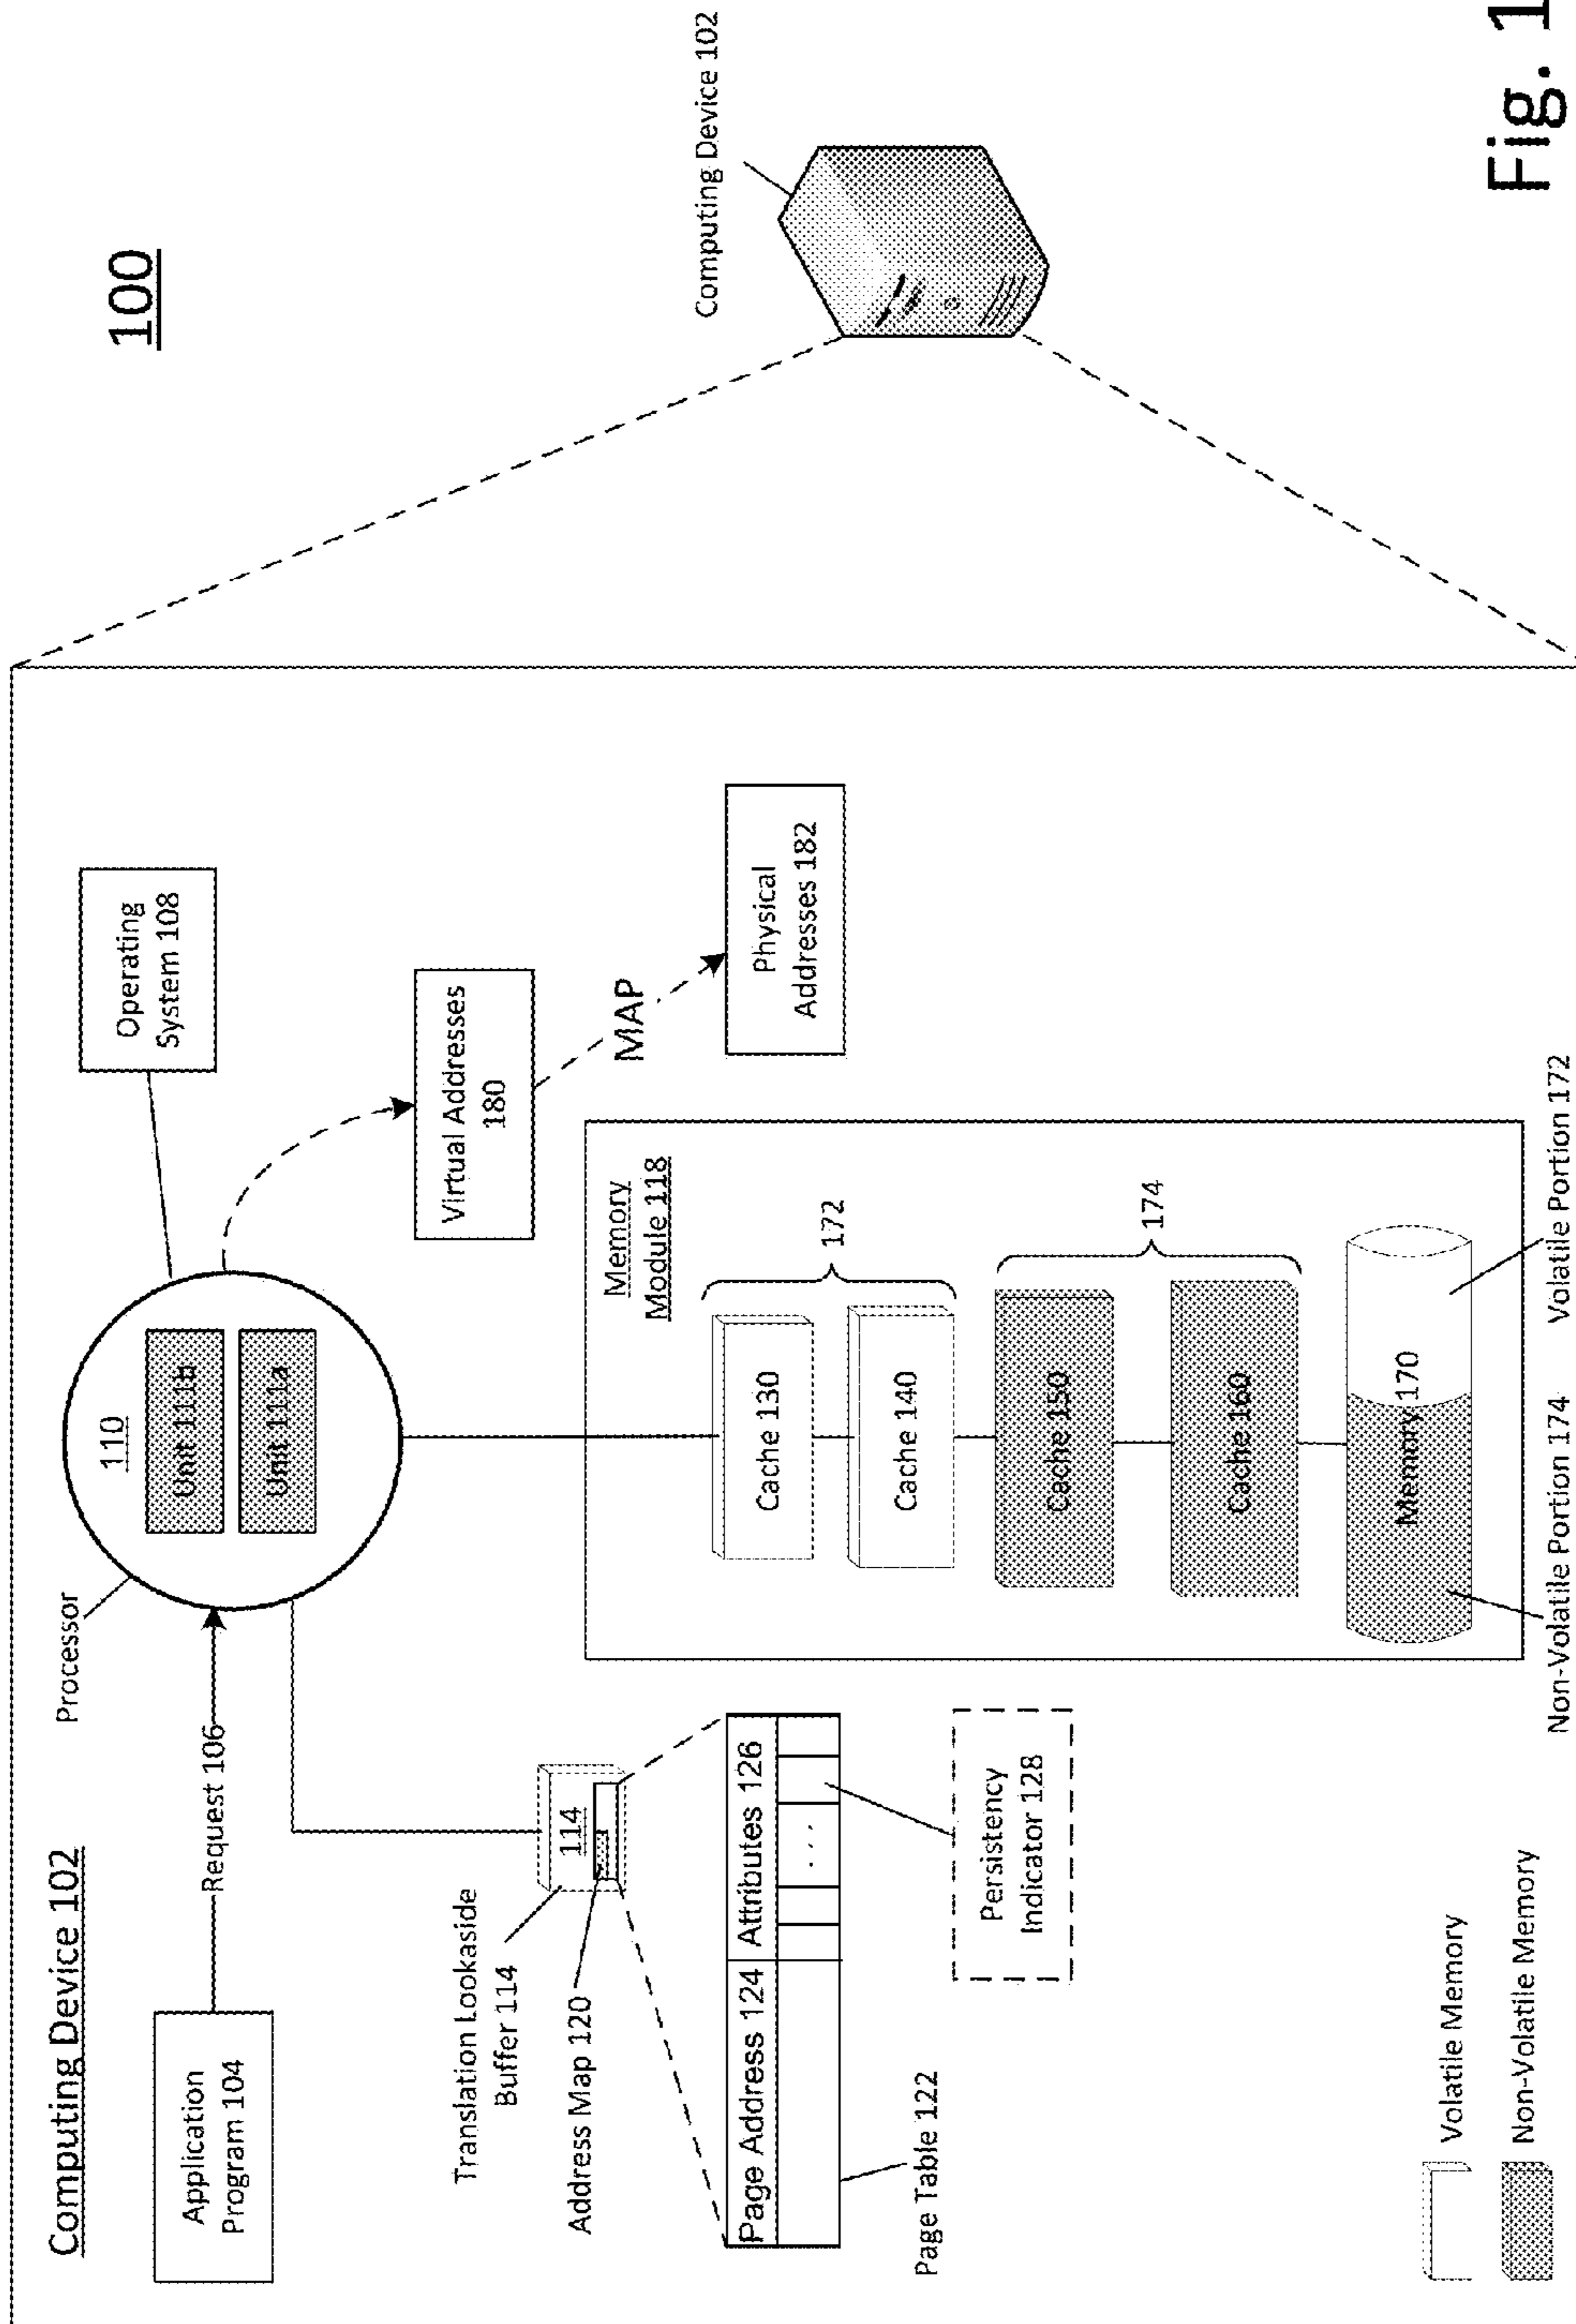 100
Computing Device 102
Processor
Application
Program 104
Request 106
110
Unit 111b
Unit 111a
Operating
System 108
Translation Lookaside
Buffer 114
114
Address Map 120
Virtual Addresses
180
MAP
Physical
Addresses 182
Page Address 124
Attributes 126
...
Page Table 122
Persistency
Indicator 128
Memory
Module 118
Cache 130
Cache 140
172
Cache 150
Cache 160
174
Memory 170
Non-Volatile Portion 174
Volatile Portion 172
Volatile Memory
Non-Volatile Memory
Computing Device 102
Fig. 1